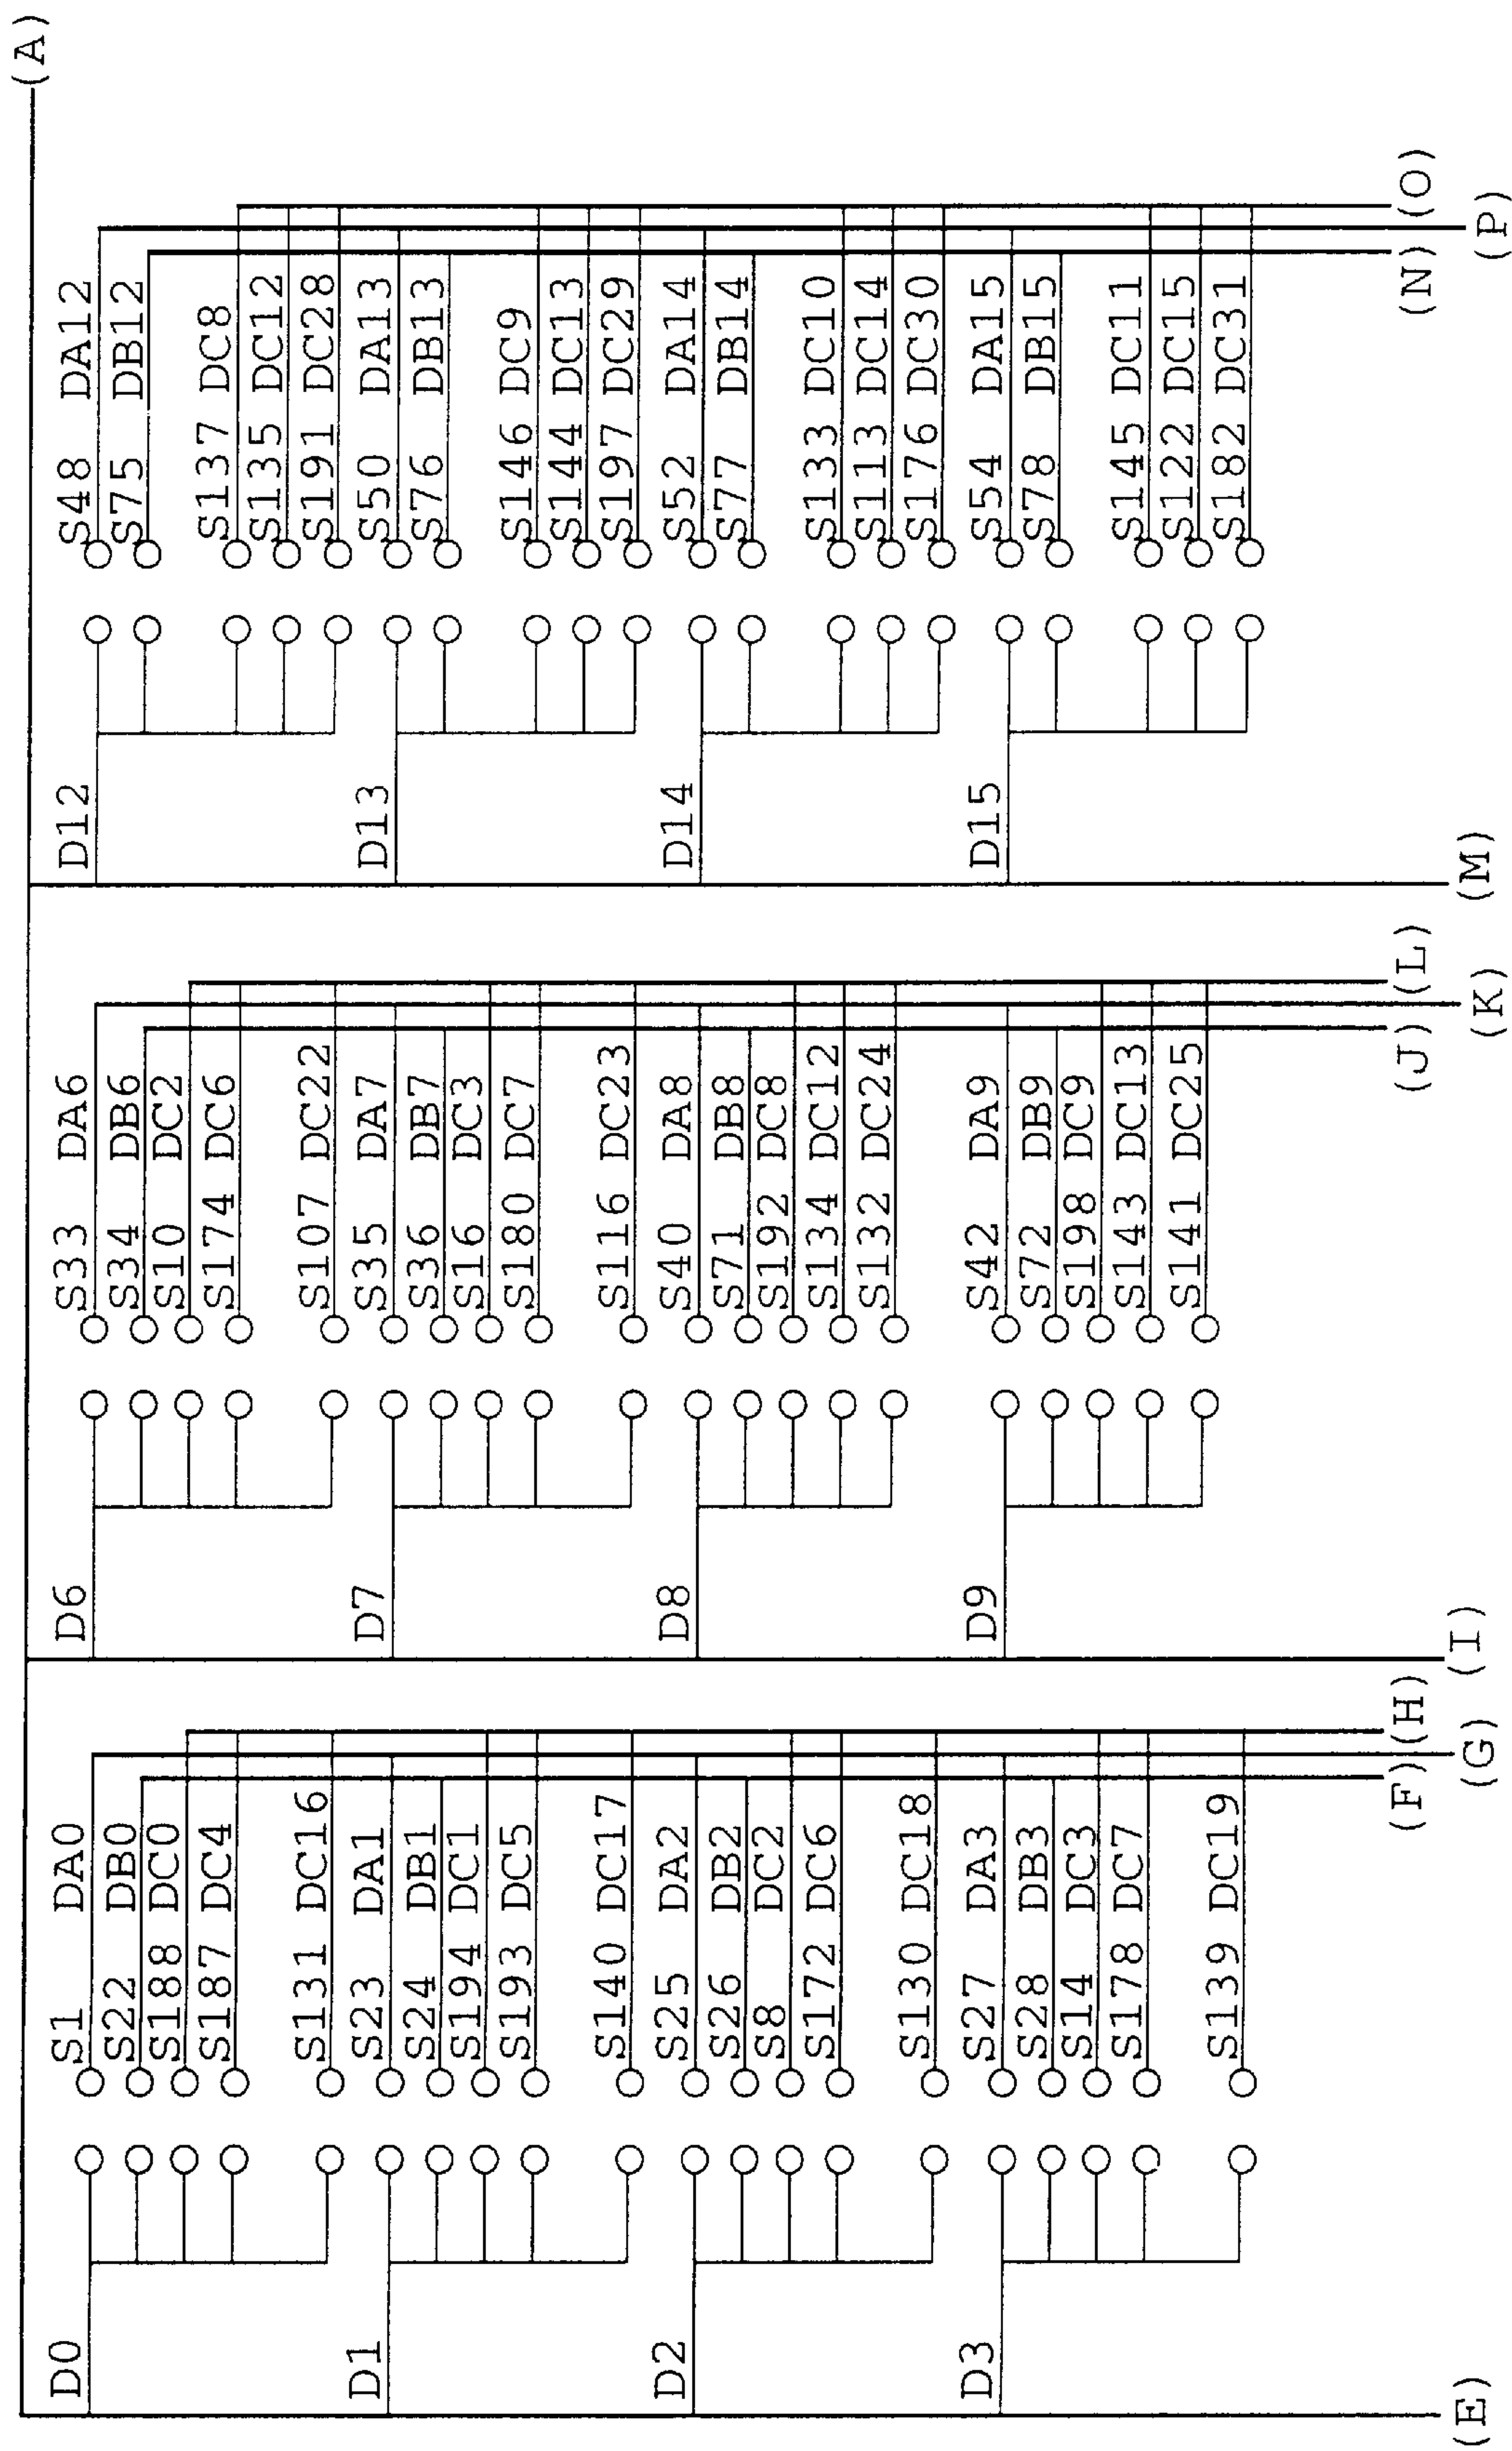 (A)
D0
S1 DA0
S22 DB0
S188 DC0
S187 DC4
S131 DC16
D1
S23 DA1
S24 DB1
S194 DC1
S193 DC5
S140 DC17
D2
S25 DA2
S26 DB2
S8 DC2
S172 DC6
S130 DC18
D3
S27 DA3
S28 DB3
S14 DC3
S178 DC7
S139 DC19
(E)
(F)
(H)
(G)
D6
S33 DA6
S34 DB6
S10 DC2
S174 DC6
S107 DC22
D7
S35 DA7
S36 DB7
S16 DC3
S180 DC7
S116 DC23
D8
S40 DA8
S71 DB8
S192 DC8
S134 DC12
S132 DC24
D9
S42 DA9
S72 DB9
S198 DC9
S143 DC13
S141 DC25
(I)
(J)
(L)
(K)
D12
S48 DA12
S75 DB12
S137 DC8
S135 DC12
S191 DC28
D13
S50 DA13
S76 DB13
S146 DC9
S144 DC13
S197 DC29
D14
S52 DA14
S77 DB14
S133 DC10
S113 DC14
S176 DC30
D15
S54 DA15
S78 DB15
S145 DC11
S122 DC15
S182 DC31
(M)
(N)
(O)
(P)